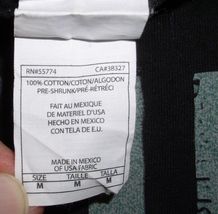 RN#55774 CA#38327
100% COTTON/COTON/ALGODON
PRE-SHRUNK/PRÉ-RÉTRÉCI
FAIT AU MEXIQUE
DE MATERIEL D'USA
HECHO EN MEXICO
CON TELA DE E.U.
MADE IN MEXICO
OF USA FABRIC
SIZE TAILLE TALLA
M M M